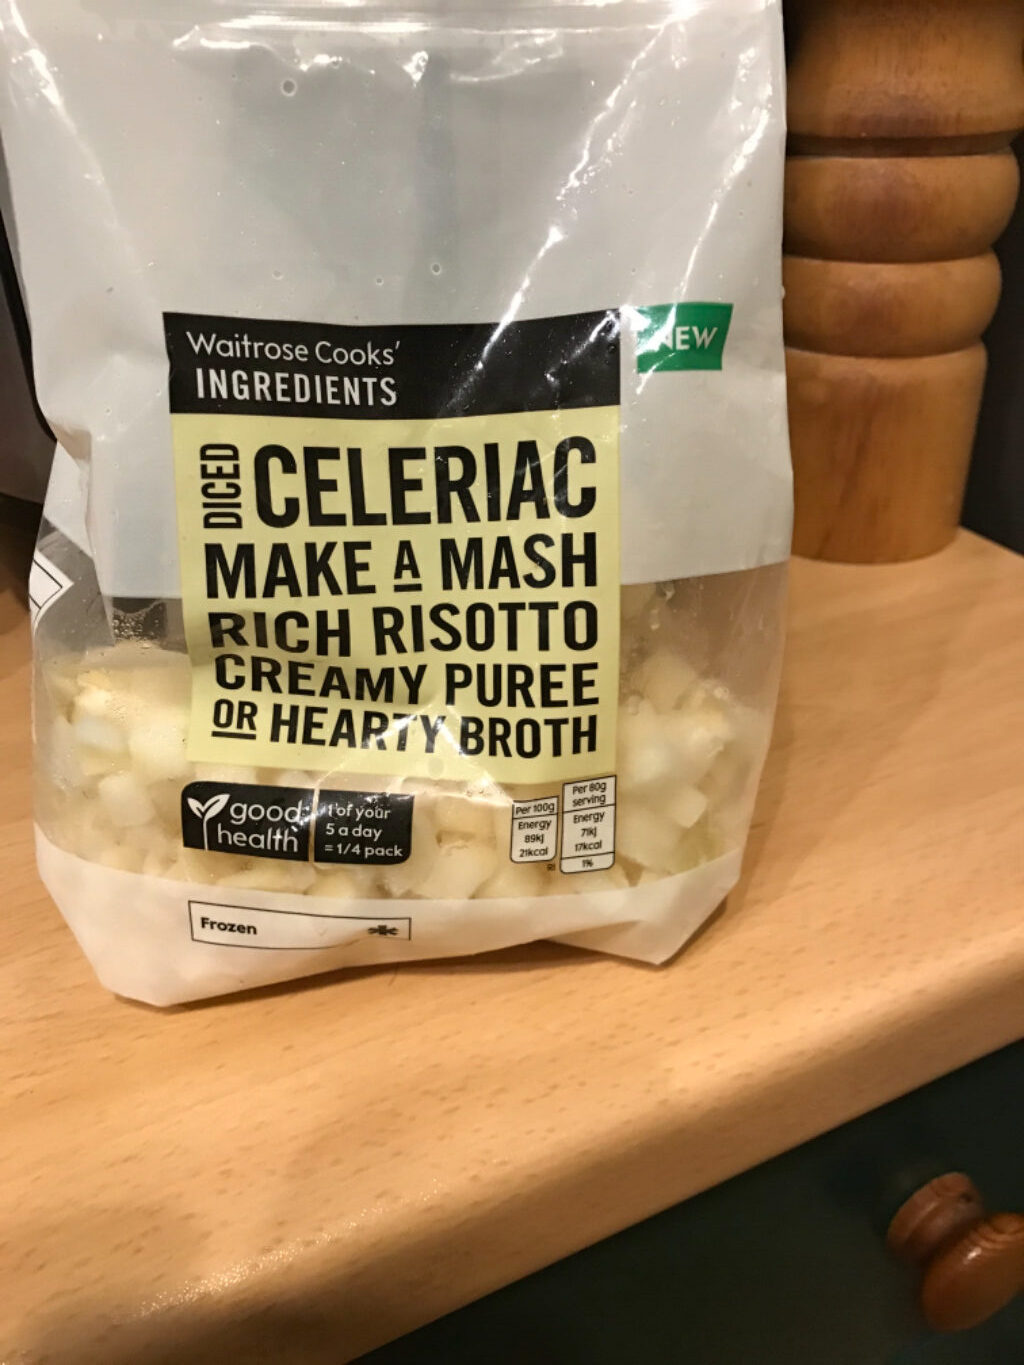 Waitrose Cooks'
INGREDIENTS
NEW
DICED
CELERIAC
MAKE A MASH
RICH RISOTTO
CREAMY PUREE
OR HEARTY BROTH
good
health
1 of your
5 a day
= 1/4 pack
Per 100g
Energy
89kJ
21kcal
Per 80g
serving
Energy
71kJ
17kcal
1%
RI
Frozen